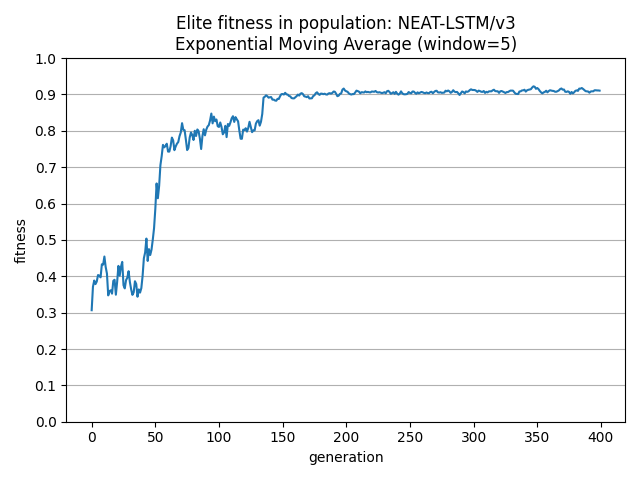 Elite fitness in population: NEAT-LSTM/v3
Exponential Moving Average (window=5)
1.0
0.9
0.8
0.7
0.6
0.5
0.4
0.3
0.2
0.1
0.0
fitness
0 50 100 150 200 250 300 350 400
generation